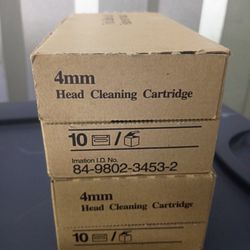 4mm
Head Cleaning Cartridge
10 /
Imation I.D. No.
84-9802-3453-2
4mm
Head Cleaning Cartridge
10 /